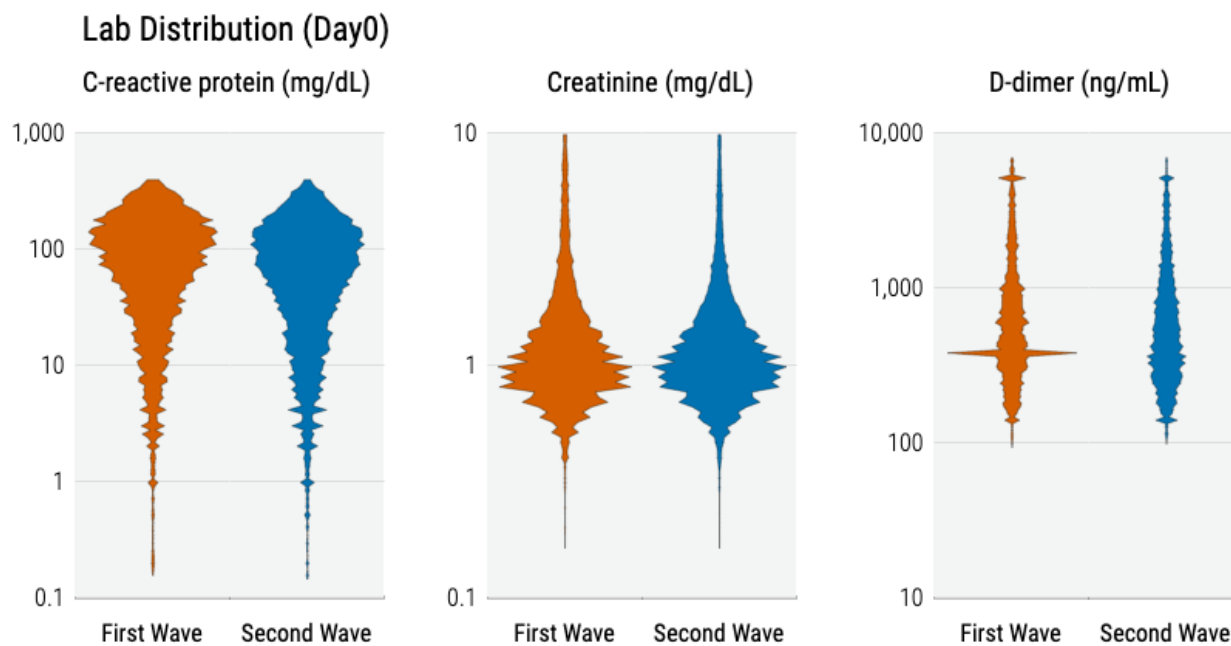 Lab Distribution (Day0)
C-reactive protein (mg/dL)
1,000
100
10
1
0.1
First Wave
Second Wave
Creatinine (mg/dL)
10
1
0.1
First Wave
Second Wave
D-dimer (ng/mL)
10,000
1,000
100
10
First Wave
Second Wave